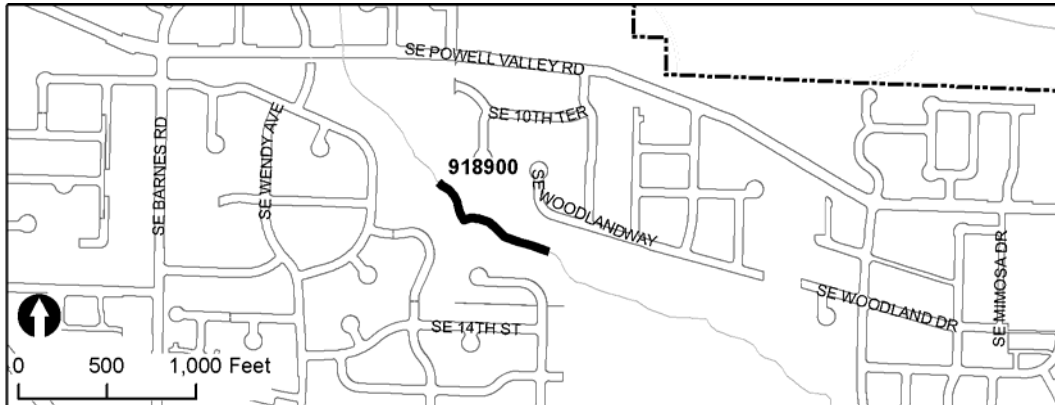 SE POWELL VALLEY RD
SE 10TH TER
918900
SE BARNES RD
SE WENDY AVE
SE WOODLANDWAY
SE WOODLAND DR
SE MIMOSA DR
SE 14TH ST
0 500 1,000 Feet